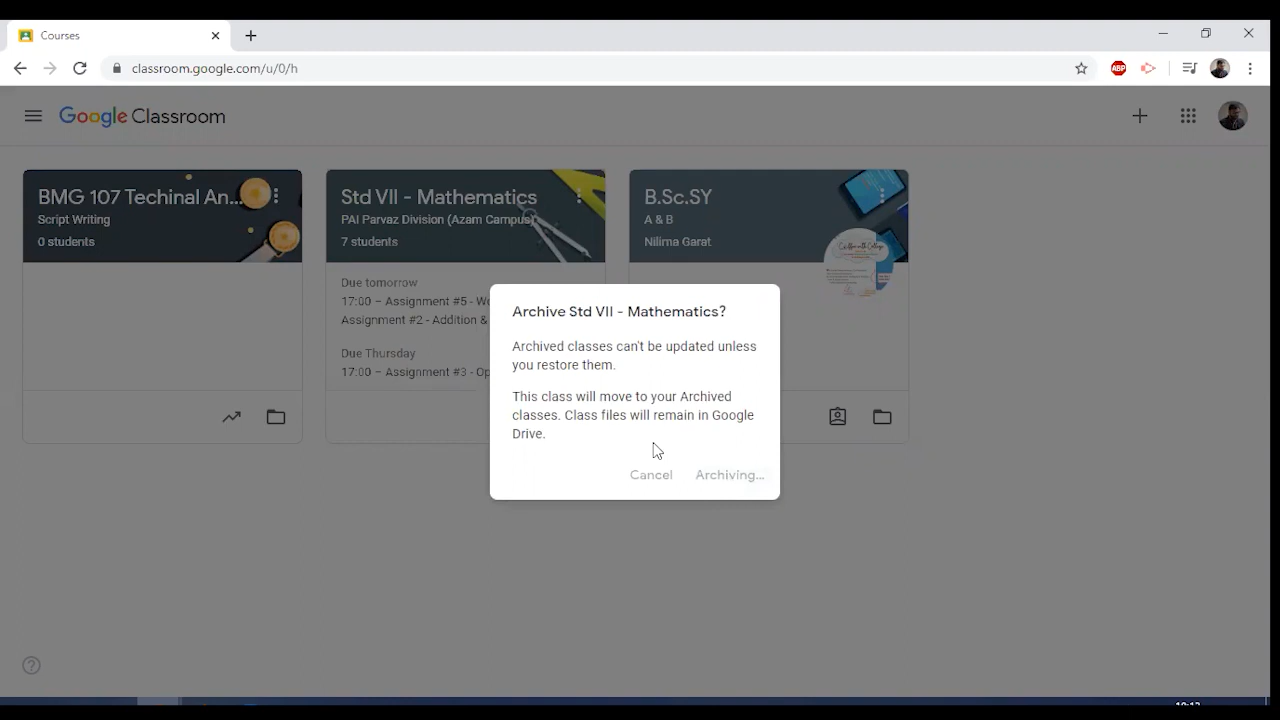 Courses
classroom.google.com/u/0/h
ABP
Google Classroom
BMG 107 Techinal An...
Script Writing
0 students
Std VII - Mathematics
PAI Parvaz Division (Azam Campus)
7 students
Due tomorrow
17:00 – Assignment #5 - Wo
Assignment #2 - Addition &
Due Thursday
17:00 – Assignment #3 - Op
B.Sc.SY
A & B
Nilima Garat
Archive Std VII - Mathematics?
Archived classes can't be updated unless
you restore them.
This class will move to your Archived
classes. Class files will remain in Google
Drive.
Cancel
Archiving...